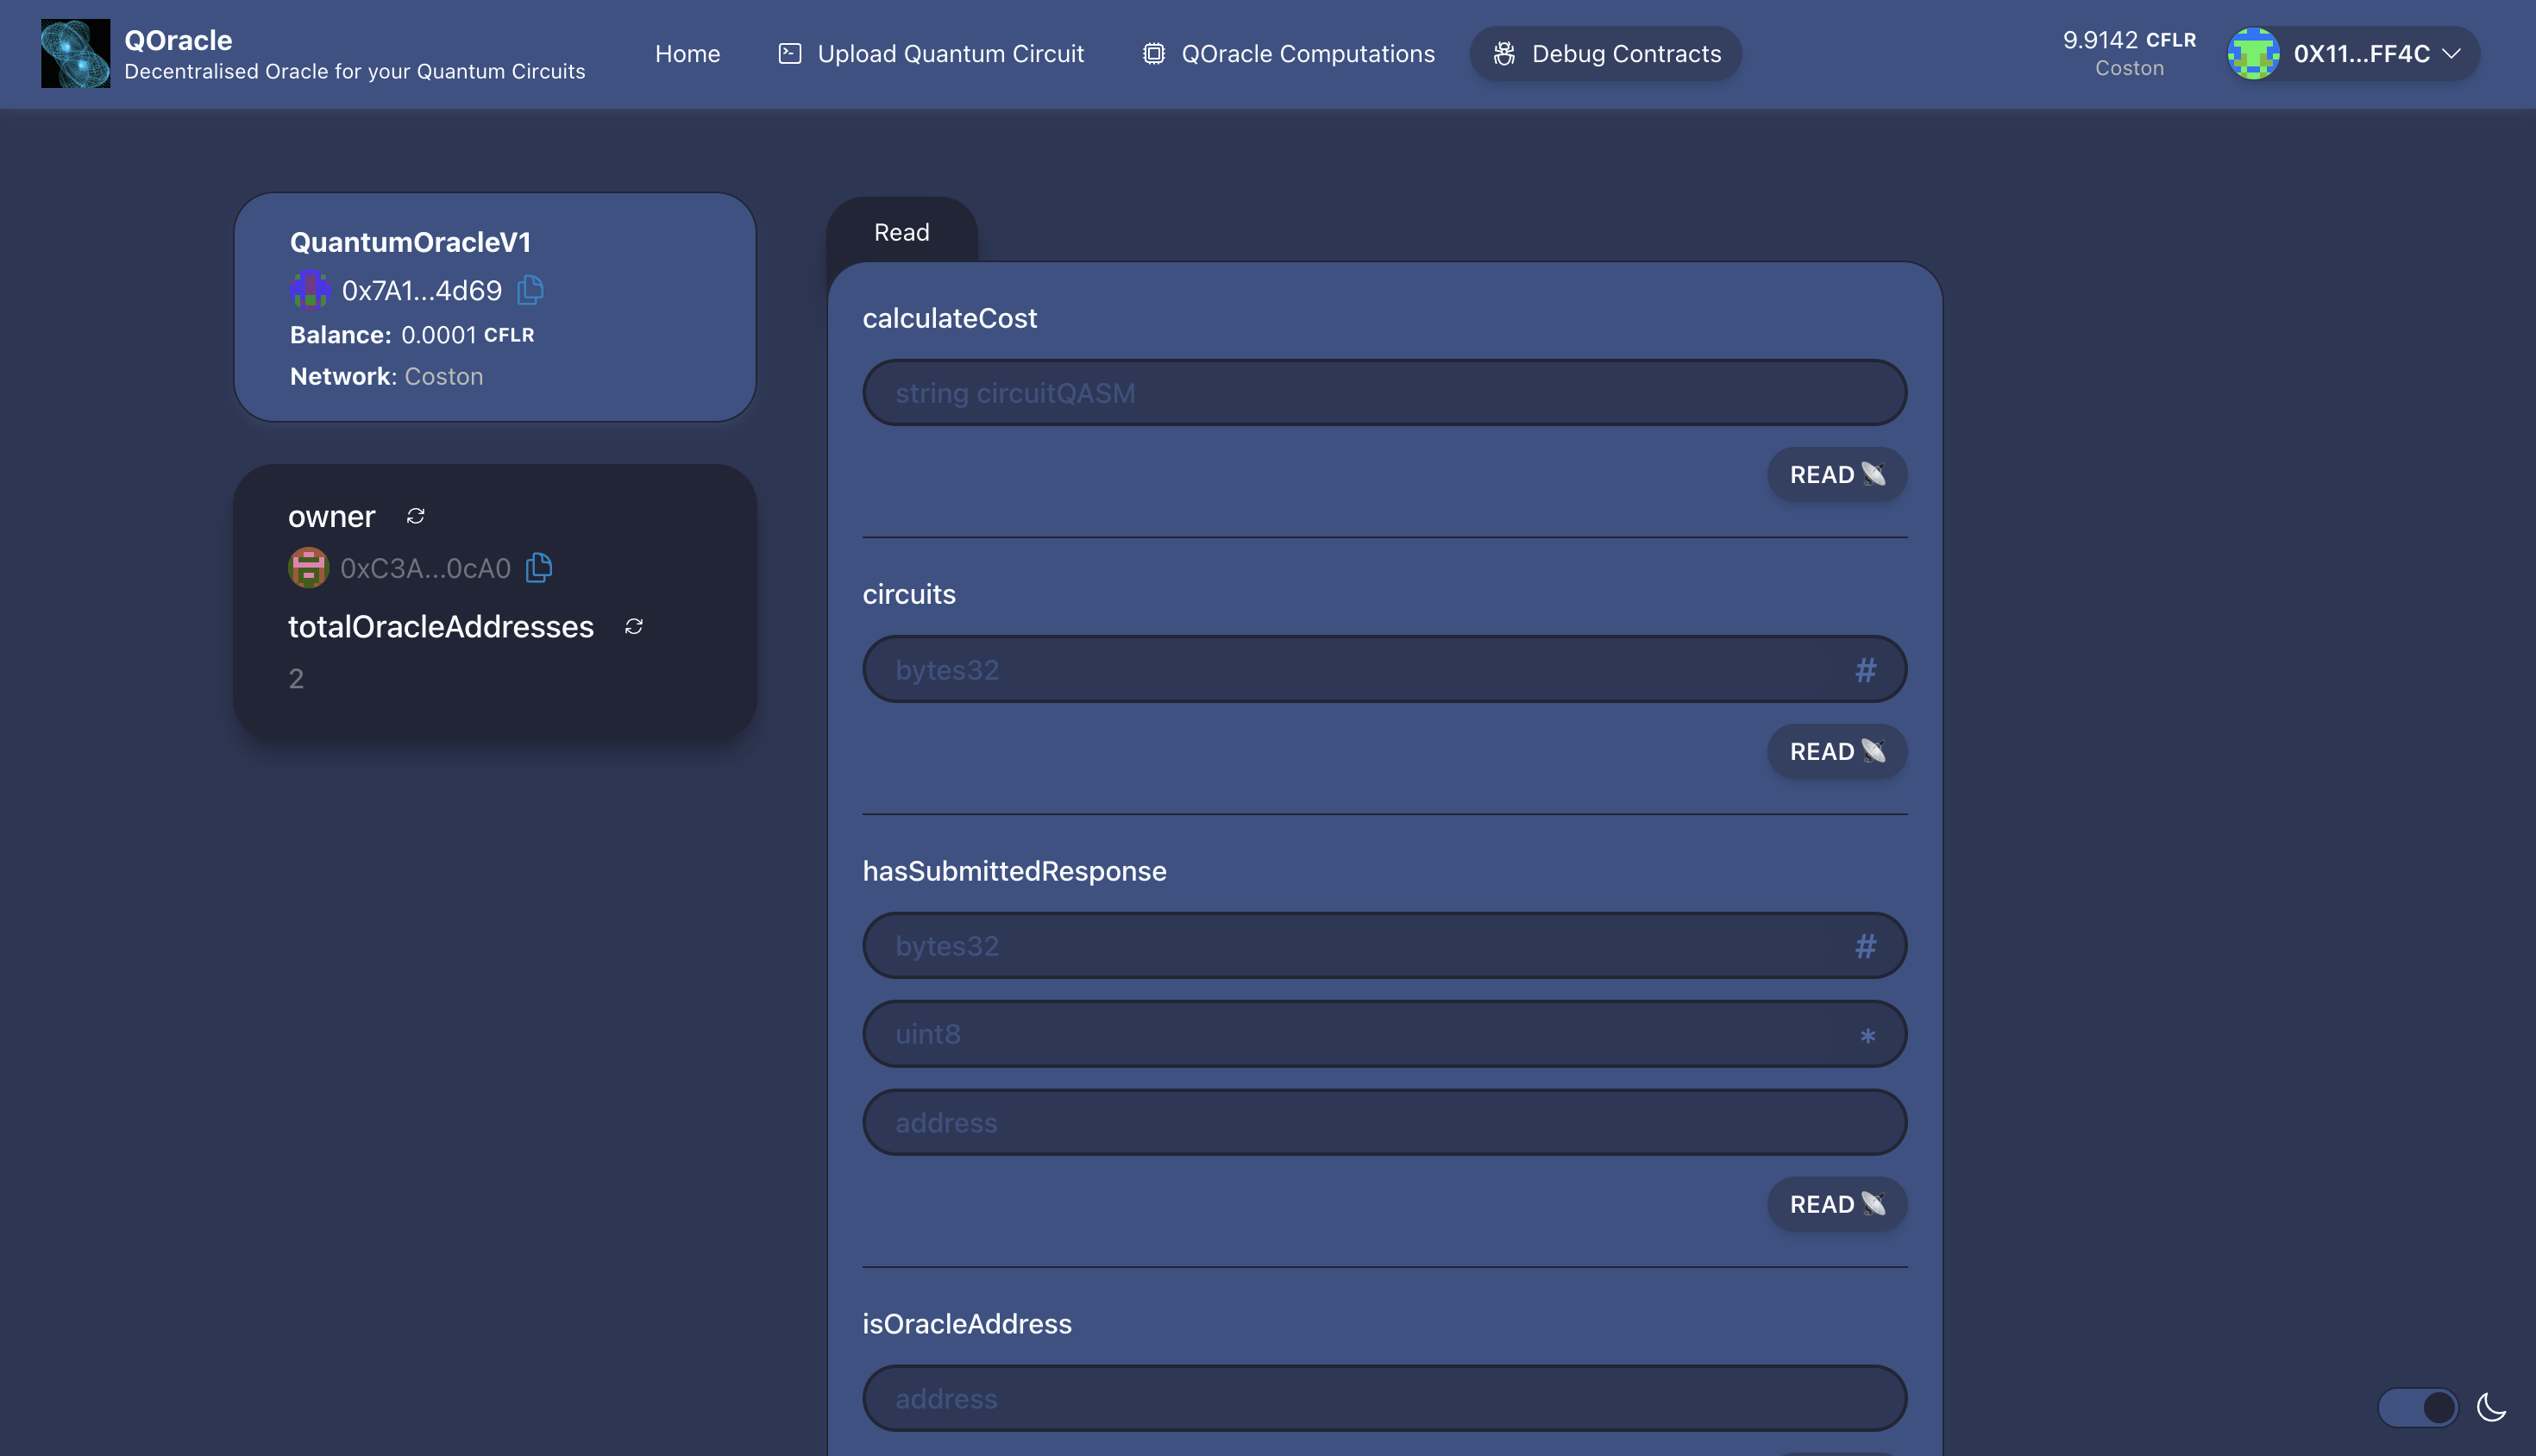 QOracle
Decentralised Oracle for your Quantum Circuits
Home
Upload Quantum Circuit
QOracle Computations
Debug Contracts
9.9142 CFLR
Coston
0X11...FF4C
QuantumOracleV1
0x7A1...4d69
Balance: 0.0001 CFLR
Network: Coston
owner
0xC3A...0cA0
totalOracleAddresses
2
Read
calculateCost
string circuitQASM
READ
circuits
bytes32 #
READ
hasSubmittedResponse
bytes32 #
uint8 *
address
READ
isOracleAddress
address